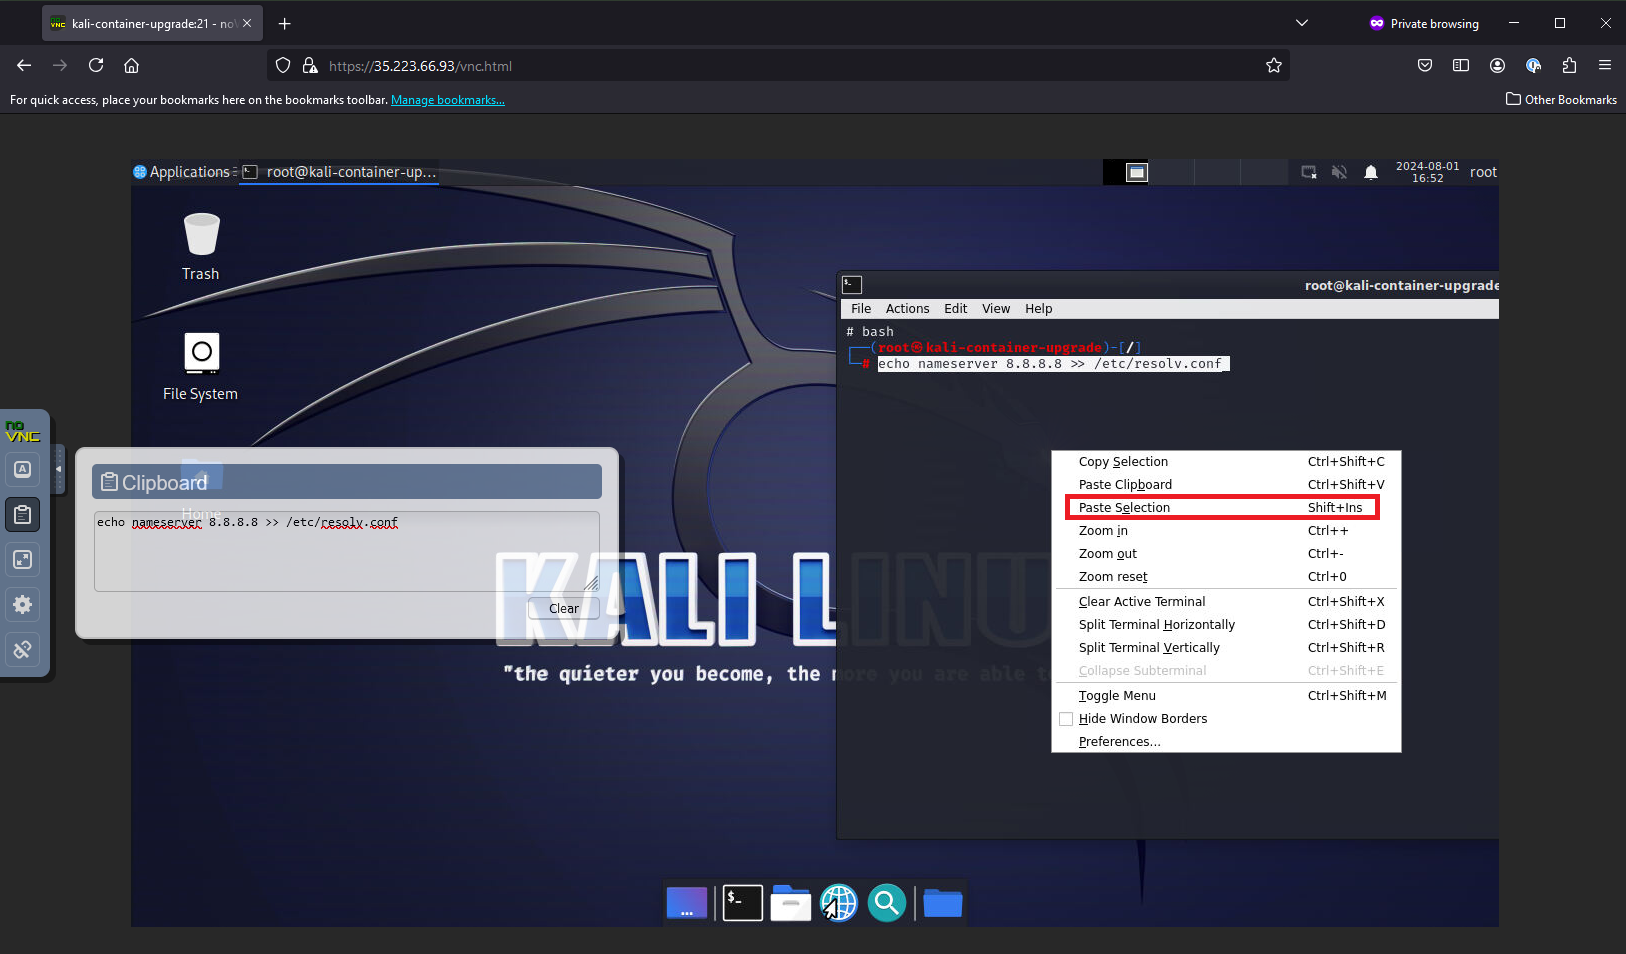 kali-container-upgrade:21 - noV
Private browsing
https://35.223.66.93/vnc.html
For quick access, place your bookmarks here on the bookmarks toolbar. Manage bookmarks...
Other Bookmarks
Applications
root@kali-container-up...
2024-08-01
16:52
root
Trash
File System
Home
no
VNC
A
Clipboard
echo nameserver 8.8.8.8 >> /etc/resolv.conf
Clear
KALI LINU
"the quieter you become, the more you are able t
root@kali-container-upgrade
File Actions Edit View Help
# bash
┌──(root㉿kali-container-upgrade)-[/]
└─# echo nameserver 8.8.8.8 >> /etc/resolv.conf
Copy Selection Ctrl+Shift+C
Paste Clipboard Ctrl+Shift+V
Paste Selection Shift+Ins
Zoom in Ctrl++
Zoom out Ctrl+-
Zoom reset Ctrl+0
Clear Active Terminal Ctrl+Shift+X
Split Terminal Horizontally Ctrl+Shift+D
Split Terminal Vertically Ctrl+Shift+R
Collapse Subterminal Ctrl+Shift+E
Toggle Menu Ctrl+Shift+M
Hide Window Borders
Preferences...